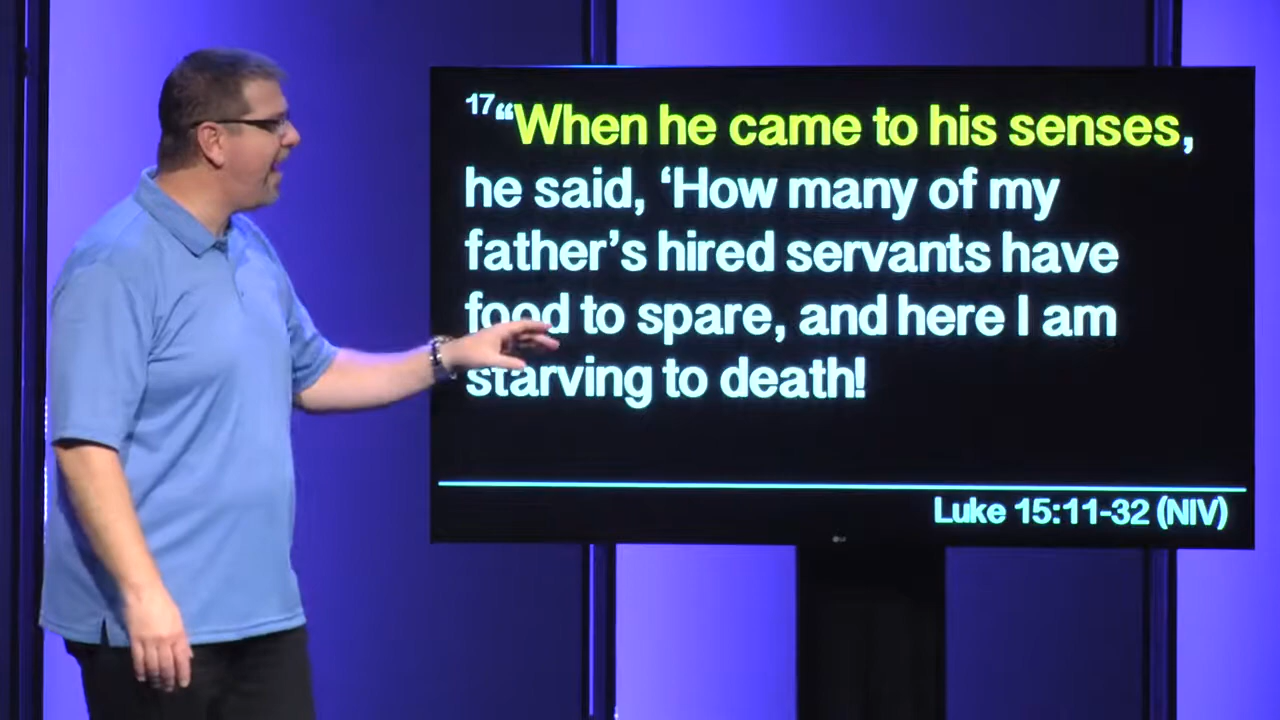 17“When he came to his senses,
he said, ‘How many of my
father’s hired servants have
food to spare, and here I am
starving to death!
Luke 15:11-32 (NIV)
LG